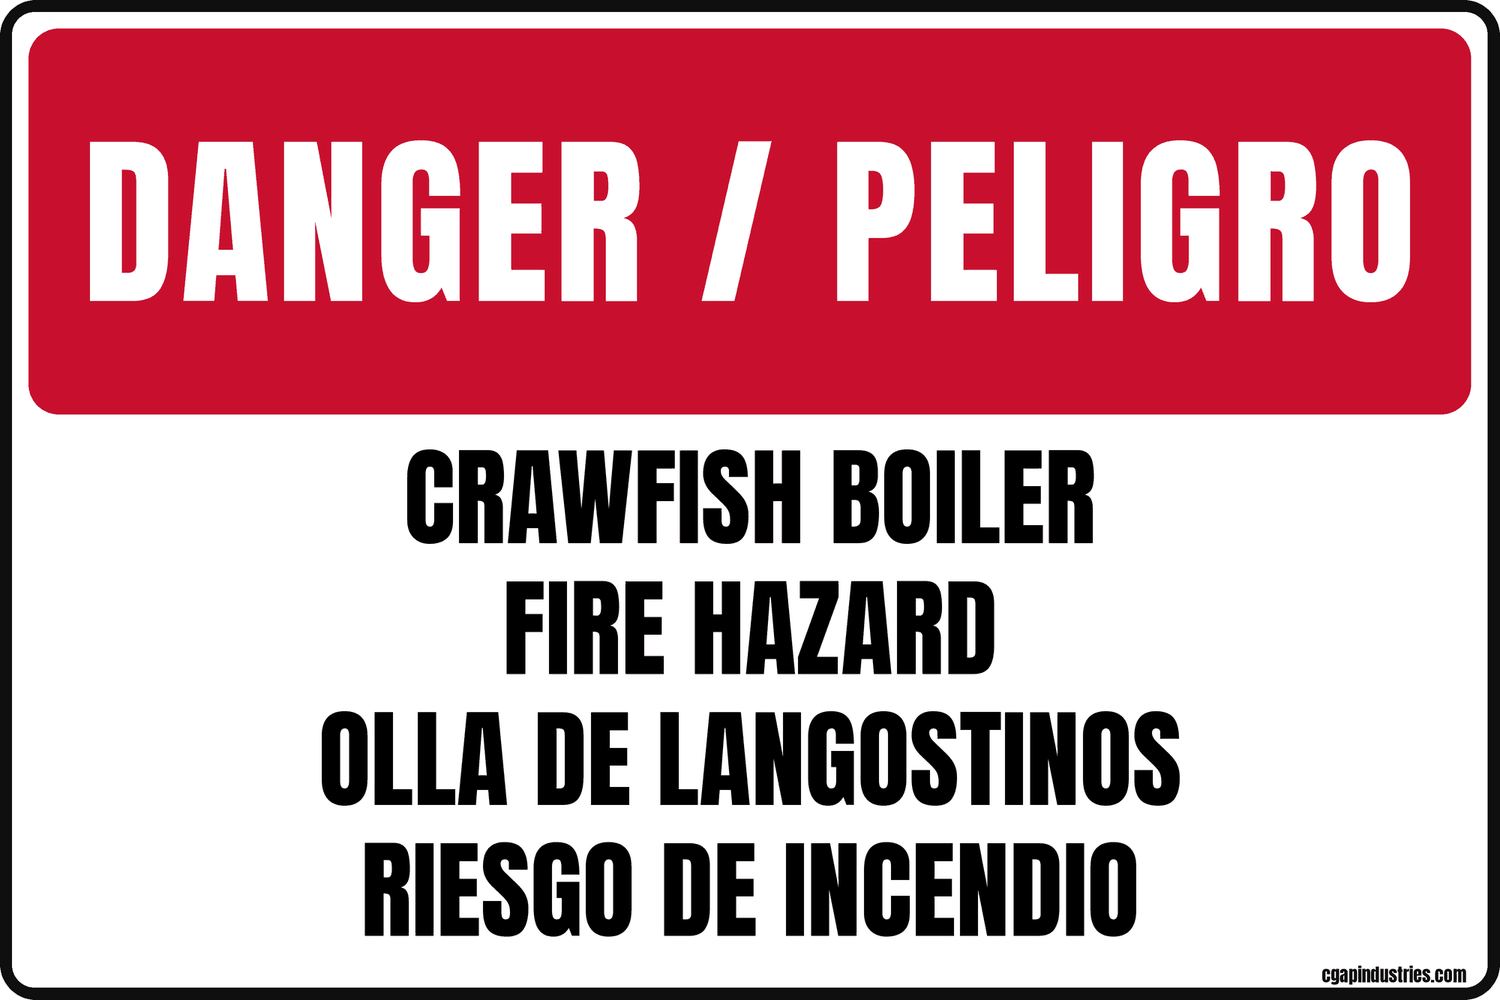 DANGER / PELIGRO
CRAWFISH BOILER
FIRE HAZARD
OLLA DE LANGOSTINOS
RIESGO DE INCENDIO
cgapindustries.com